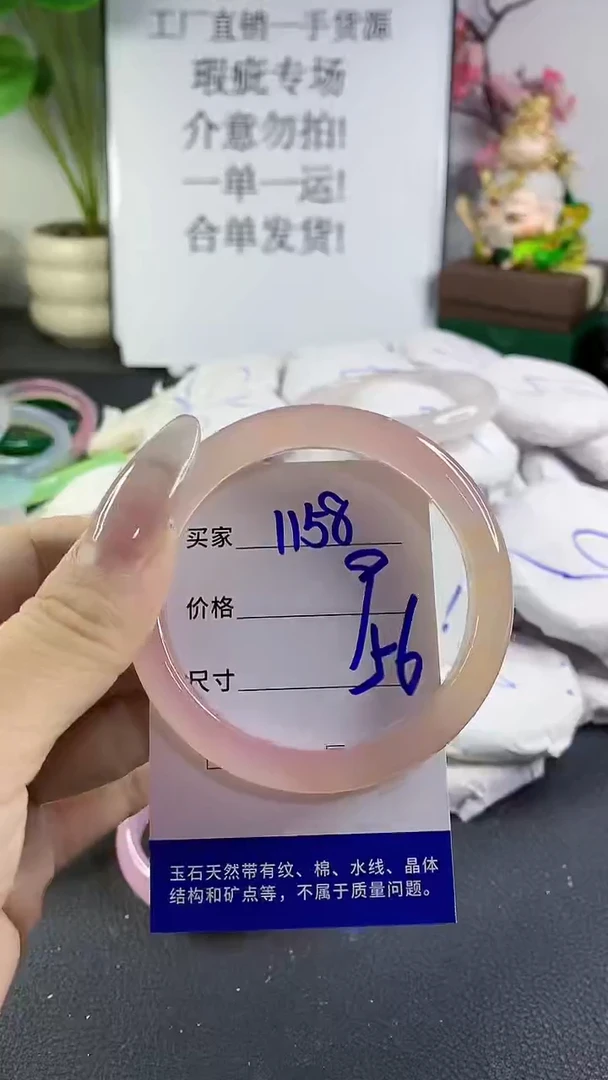 工厂直销一手货源
瑕疵专场
介意勿拍!
一单一运!
合单发货!
买家 1158
价格
尺寸 56
玉石天然带有纹、棉、水线、晶体
结构和矿点等，不属于质量问题。